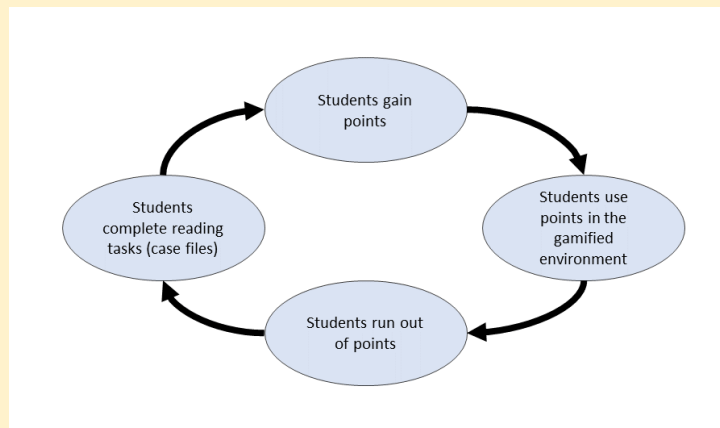 Students gain
points
Students use
points in the
gamified
environment
Students run out
of points
Students
complete reading
tasks (case files)